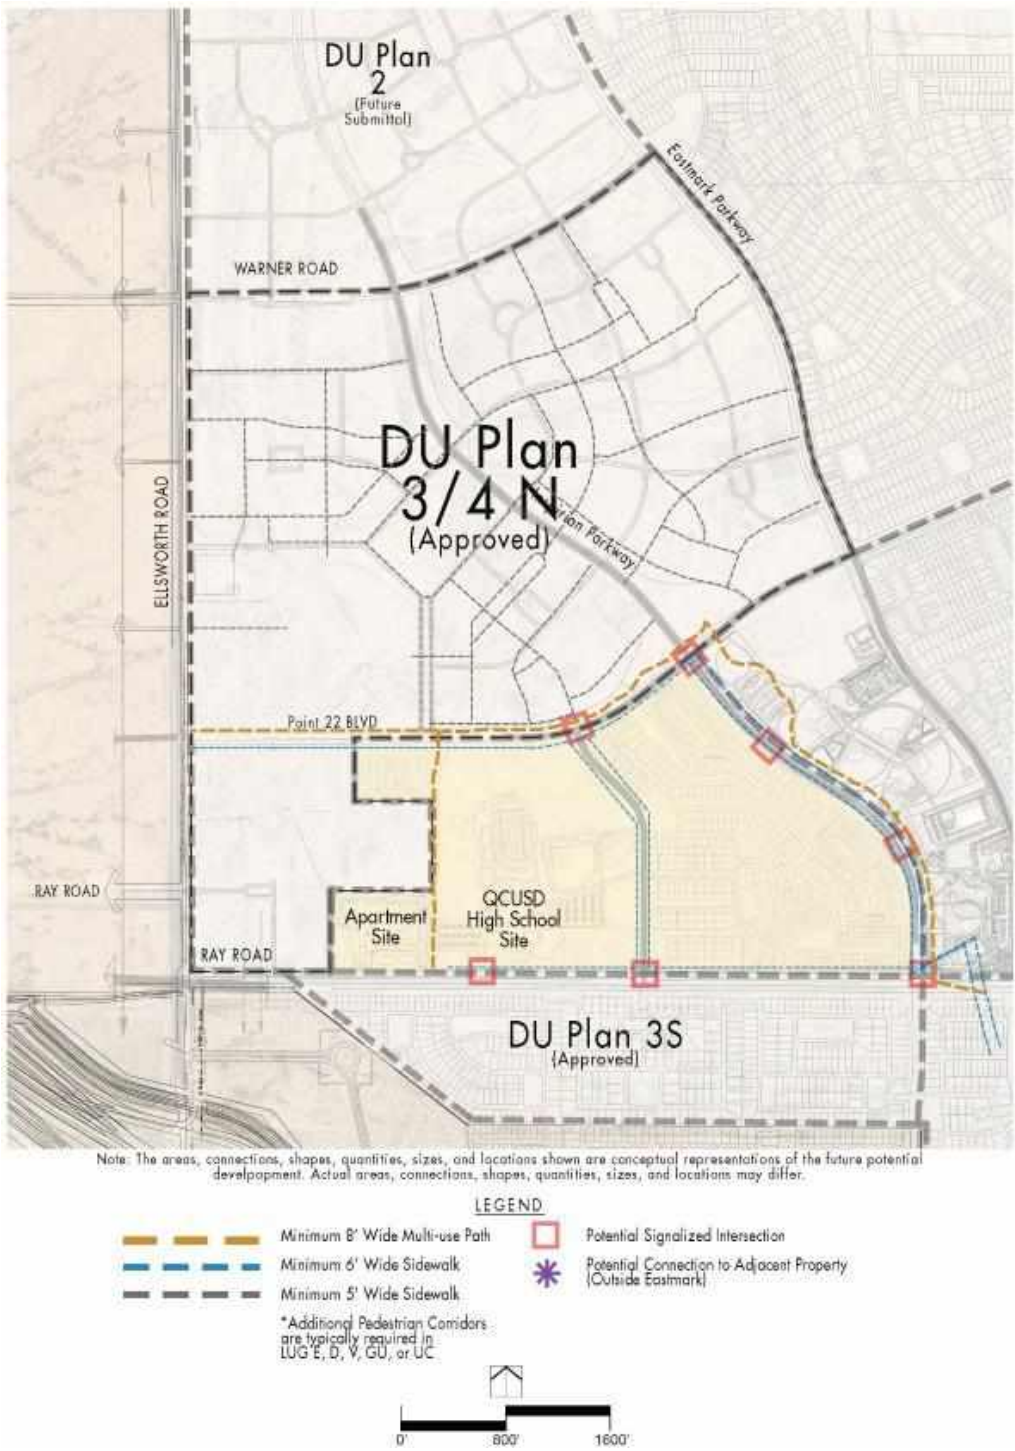 DU Plan
2
(Future
Submittal)
Eastmark Parkway
WARNER ROAD
DU Plan
3/4 N
(Approved)
Parkway
ELLSWORTH ROAD
Point 22 BLVD
RAY ROAD
Apartment
Site
QCUSD
High School
Site
RAY ROAD
DU Plan 3S
(Approved)
Note: The areas, connections, shapes, quantities, sizes, and locations shown are conceptual representations of the future potential
develpopment. Actual areas, connections, shapes, quantities, sizes, and locations may differ.
LEGEND
Minimum 8' Wide Multi-use Path
Minimum 6' Wide Sidewalk
Minimum 5' Wide Sidewalk
*Additional Pedestrian Corridors
are typically required in
LUG E, D, V, GU, or UC
Potential Signalized Intersection
Potential Connection to Adjacent Property
(Outside Eastmark)
0' 800' 1600'